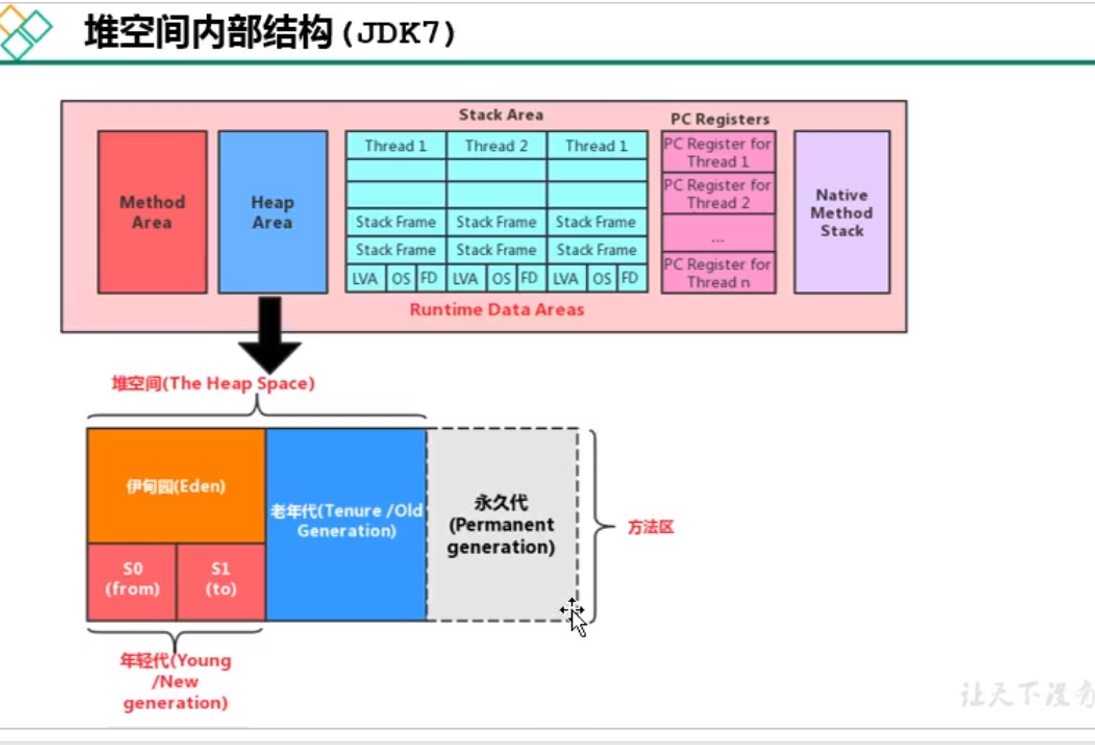 堆空间内部结构(JDK7)
Stack Area
PC Registers
Method
Area
Heap
Area
Thread 1
Thread 2
Thread 1
Stack Frame
Stack Frame
Stack Frame
Stack Frame
Stack Frame
Stack Frame
LVA
OS
FD
LVA
OS
FD
LVA
OS
FD
PC Register for
Thread 1
PC Register for
Thread 2
...
PC Register for
Thread n
Native
Method
Stack
Runtime Data Areas
堆空间(The Heap Space)
伊甸园(Eden)
S0
(from)
S1
(to)
老年代(Tenure /Old
Generation)
永久代
(Permanent
generation)
方法区
年轻代(Young
/New
generation)
让天下没有